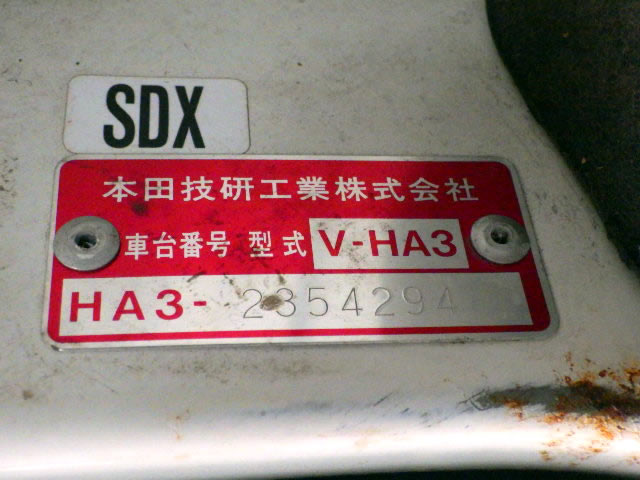 SDX
本田技研工業株式会社
車台番号 型式 V-HA3
HA3- 2354294